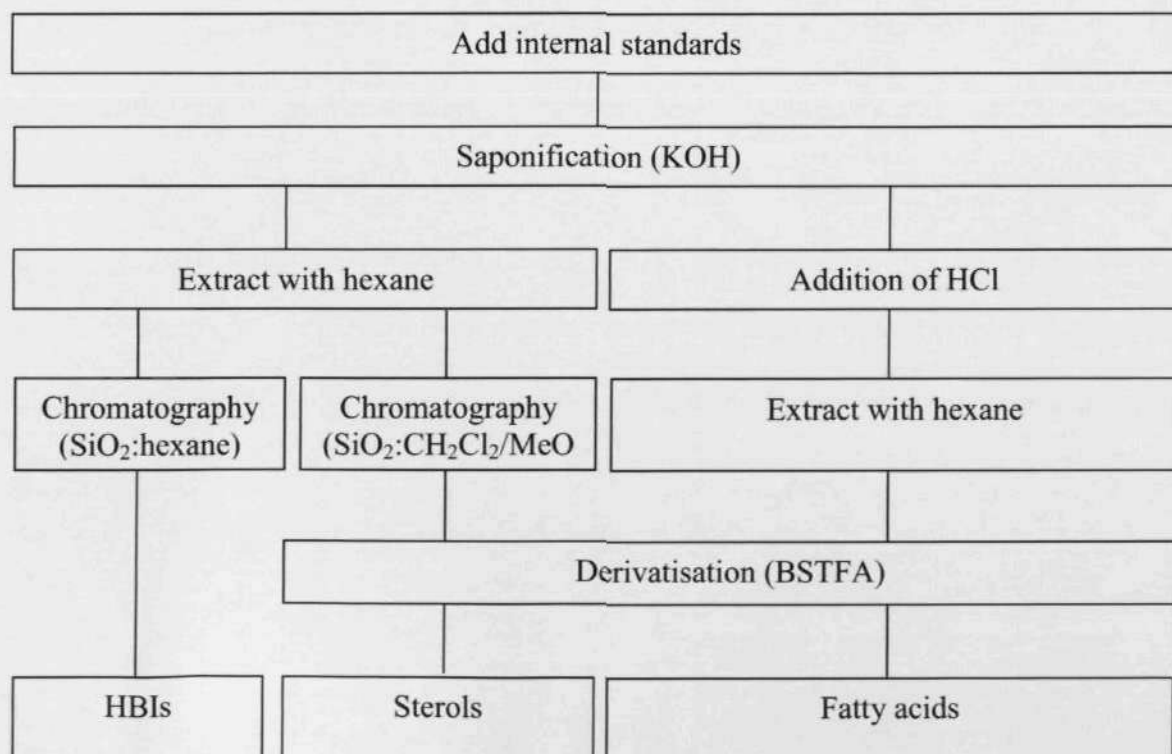 Add internal standards
Saponification (KOH)
Extract with hexane
Addition of HCl
Chromatography
(SiO₂:hexane)
Chromatography
(SiO₂:CH₂Cl₂/MeO
Extract with hexane
Derivatisation (BSTFA)
HBIs
Sterols
Fatty acids